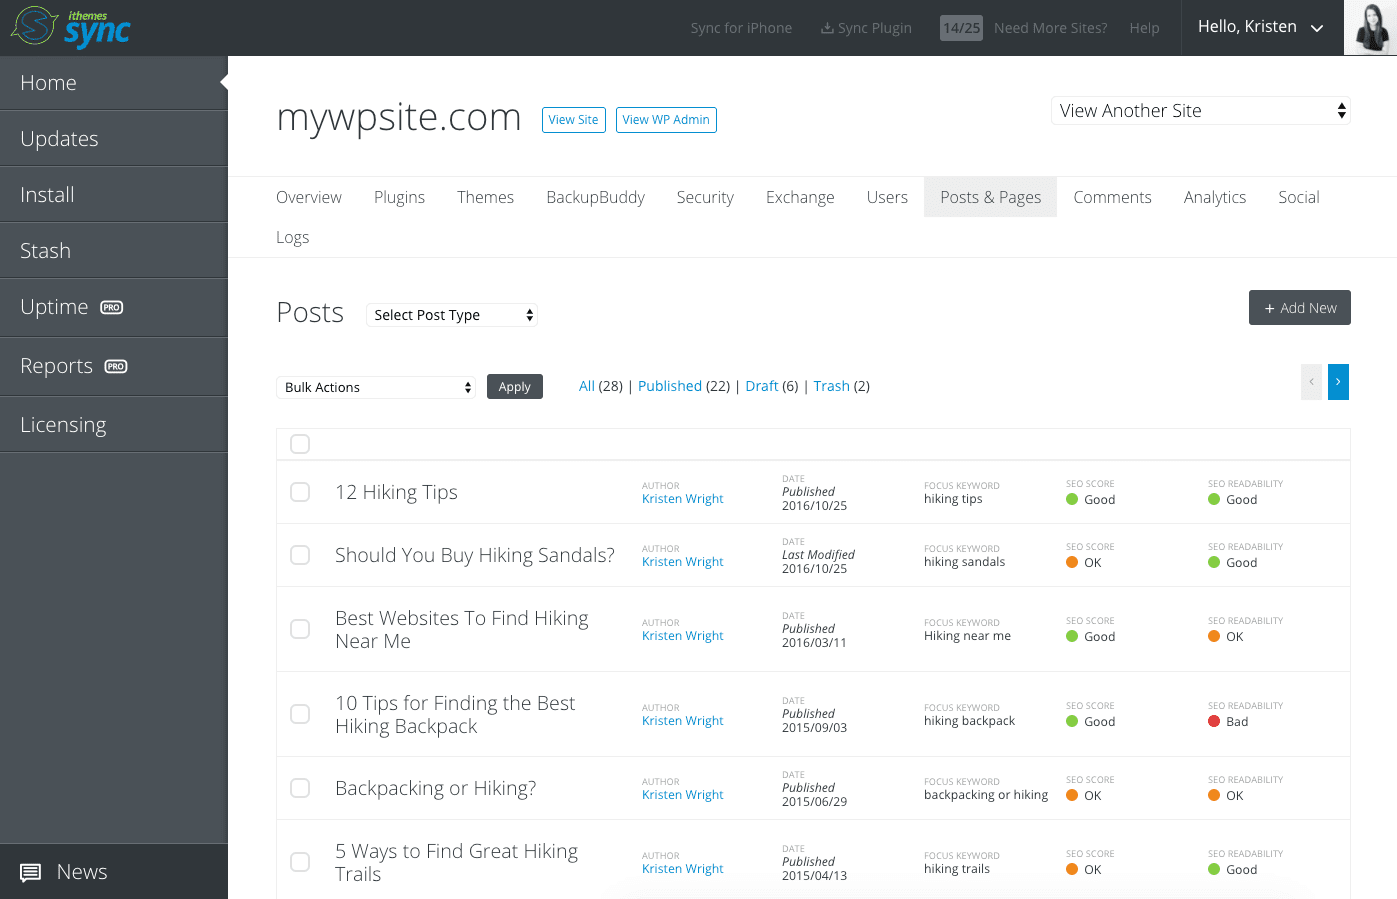 ithemes
sync
Sync for iPhone
Sync Plugin
14/25
Need More Sites?
Help
Hello, Kristen
Home
Updates
Install
Stash
Uptime PRO
Reports PRO
Licensing
News
mywpsite.com
View Site
View WP Admin
View Another Site
Overview
Plugins
Themes
BackupBuddy
Security
Exchange
Users
Posts & Pages
Comments
Analytics
Social
Logs
Posts
Select Post Type
+ Add New
Bulk Actions
Apply
All (28) | Published (22) | Draft (6) | Trash (2)
‹
›
12 Hiking Tips
AUTHOR
Kristen Wright
DATE
Published
2016/10/25
FOCUS KEYWORD
hiking tips
SEO SCORE
Good
SEO READABILITY
Good
Should You Buy Hiking Sandals?
AUTHOR
Kristen Wright
DATE
Last Modified
2016/10/25
FOCUS KEYWORD
hiking sandals
SEO SCORE
OK
SEO READABILITY
Good
Best Websites To Find Hiking
Near Me
AUTHOR
Kristen Wright
DATE
Published
2016/03/11
FOCUS KEYWORD
Hiking near me
SEO SCORE
Good
SEO READABILITY
OK
10 Tips for Finding the Best
Hiking Backpack
AUTHOR
Kristen Wright
DATE
Published
2015/09/03
FOCUS KEYWORD
hiking backpack
SEO SCORE
Good
SEO READABILITY
Bad
Backpacking or Hiking?
AUTHOR
Kristen Wright
DATE
Published
2015/06/29
FOCUS KEYWORD
backpacking or hiking
SEO SCORE
OK
SEO READABILITY
OK
5 Ways to Find Great Hiking
Trails
AUTHOR
Kristen Wright
DATE
Published
2015/04/13
FOCUS KEYWORD
hiking trails
SEO SCORE
OK
SEO READABILITY
Good